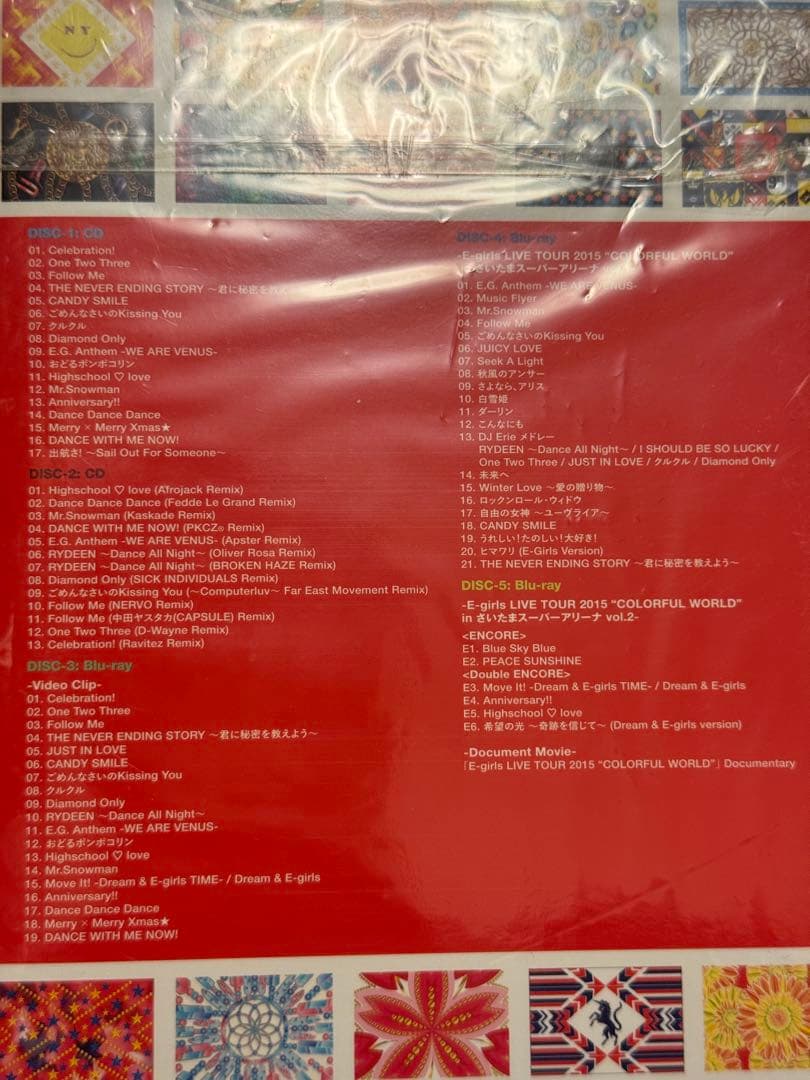 NY
DISC-1: CD
01. Celebration!
02. One Two Three
03. Follow Me
04. THE NEVER ENDING STORY ～君に秘密を教え
05. CANDY SMILE
06. ごめんなさいのKissing You
07. クルクル
08. Diamond Only
09. E.G. Anthem -WE ARE VENUS-
10. おどるポンポコリン
11. Highschool ♡ love
12. Mr.Snowman
13. Anniversary!!
14. Dance Dance Dance
15. Merry × Merry Xmas★
16. DANCE WITH ME NOW!
17. 出航さ! ～Sail Out For Someone～
DISC-2: CD
01. Highschool ♡ love (Afrojack Remix)
02. Dance Dance Dance (Fedde Le Grand Remix)
03. Mr.Snowman (Kaskade Remix)
04. DANCE WITH ME NOW! (PKCZ® Remix)
05. E.G. Anthem -WE ARE VENUS- (Apster Remix)
06. RYDEEN ～Dance All Night～ (Oliver Rosa Remix)
07. RYDEEN ～Dance All Night～ (BROKEN HAZE Remix)
08. Diamond Only (SICK INDIVIDUALS Remix)
09. ごめんなさいのKissing You (～Computerluv～ Far East Movement Remix)
10. Follow Me (NERVO Remix)
11. Follow Me (中田ヤスタカ(CAPSULE) Remix)
12. One Two Three (D-Wayne Remix)
13. Celebration! (Ravitez Remix)
DISC-3: Blu-ray
-Video Clip-
01. Celebration!
02. One Two Three
03. Follow Me
04. THE NEVER ENDING STORY ～君に秘密を教えよう～
05. JUST IN LOVE
06. CANDY SMILE
07. ごめんなさいのKissing You
08. クルクル
09. Diamond Only
10. RYDEEN ～Dance All Night～
11. E.G. Anthem -WE ARE VENUS-
12. おどるポンポコリン
13. Highschool ♡ love
14. Mr.Snowman
15. Move It! -Dream & E-girls TIME- / Dream & E-girls
16. Anniversary!!
17. Dance Dance Dance
18. Merry × Merry Xmas★
19. DANCE WITH ME NOW!
DISC-4: Blu-ray
-E-girls LIVE TOUR 2015 "COLORFUL WORLD"
in さいたまスーパーアリーナ
01. E.G. Anthem -WE ARE VENUS-
02. Music Flyer
03. Mr.Snowman
04. Follow Me
05. ごめんなさいのKissing You
06. JUICY LOVE
07. Seek A Light
08. 秋風のアンサー
09. さよなら、アリス
10. 白雪姫
11. ダーリン
12. こんなにも
13. DJ Erie メドレー
RYDEEN ～Dance All Night～ / I SHOULD BE SO LUCKY /
One Two Three / JUST IN LOVE / クルクル / Diamond Only
14. 未来へ
15. Winter Love ～愛の贈り物～
16. ロックンロール・ウィドウ
17. 自由の女神 ～ユーヴライア～
18. CANDY SMILE
19. うれしい!たのしい!大好き!
20. ヒマワリ (E-Girls Version)
21. THE NEVER ENDING STORY ～君に秘密を教えよう～
DISC-5: Blu-ray
-E-girls LIVE TOUR 2015 "COLORFUL WORLD"
in さいたまスーパーアリーナ vol.2-
<ENCORE>
E1. Blue Sky Blue
E2. PEACE SUNSHINE
<Double ENCORE>
E3. Move It! -Dream & E-girls TIME- / Dream & E-girls
E4. Anniversary!!
E5. Highschool ♡ love
E6. 希望の光 ～奇跡を信じて～ (Dream & E-girls version)
-Document Movie-
「E-girls LIVE TOUR 2015 "COLORFUL WORLD"」Documentary